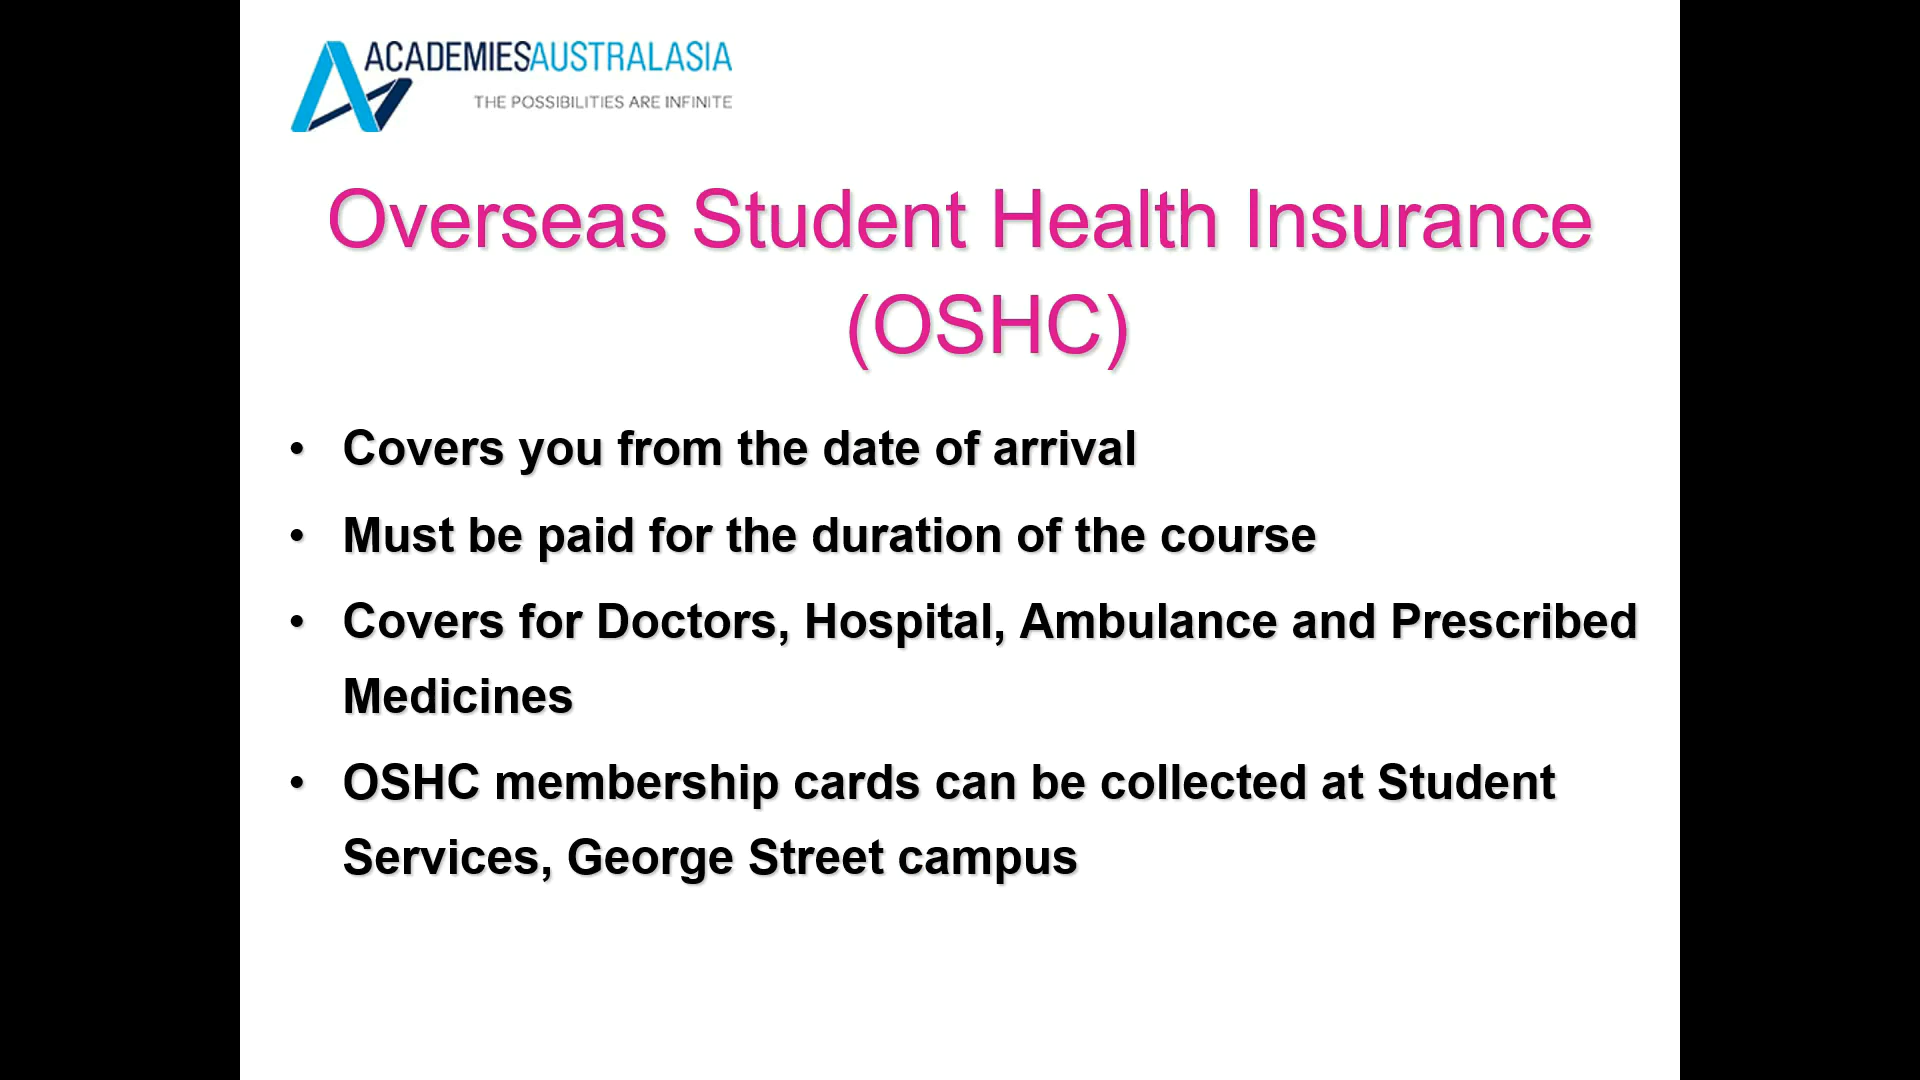 ACADEMIESAUSTRALASIA
THE POSSIBILITIES ARE INFINITE
Overseas Student Health Insurance
(OSHC)
• Covers you from the date of arrival
• Must be paid for the duration of the course
• Covers for Doctors, Hospital, Ambulance and Prescribed
Medicines
• OSHC membership cards can be collected at Student
Services, George Street campus